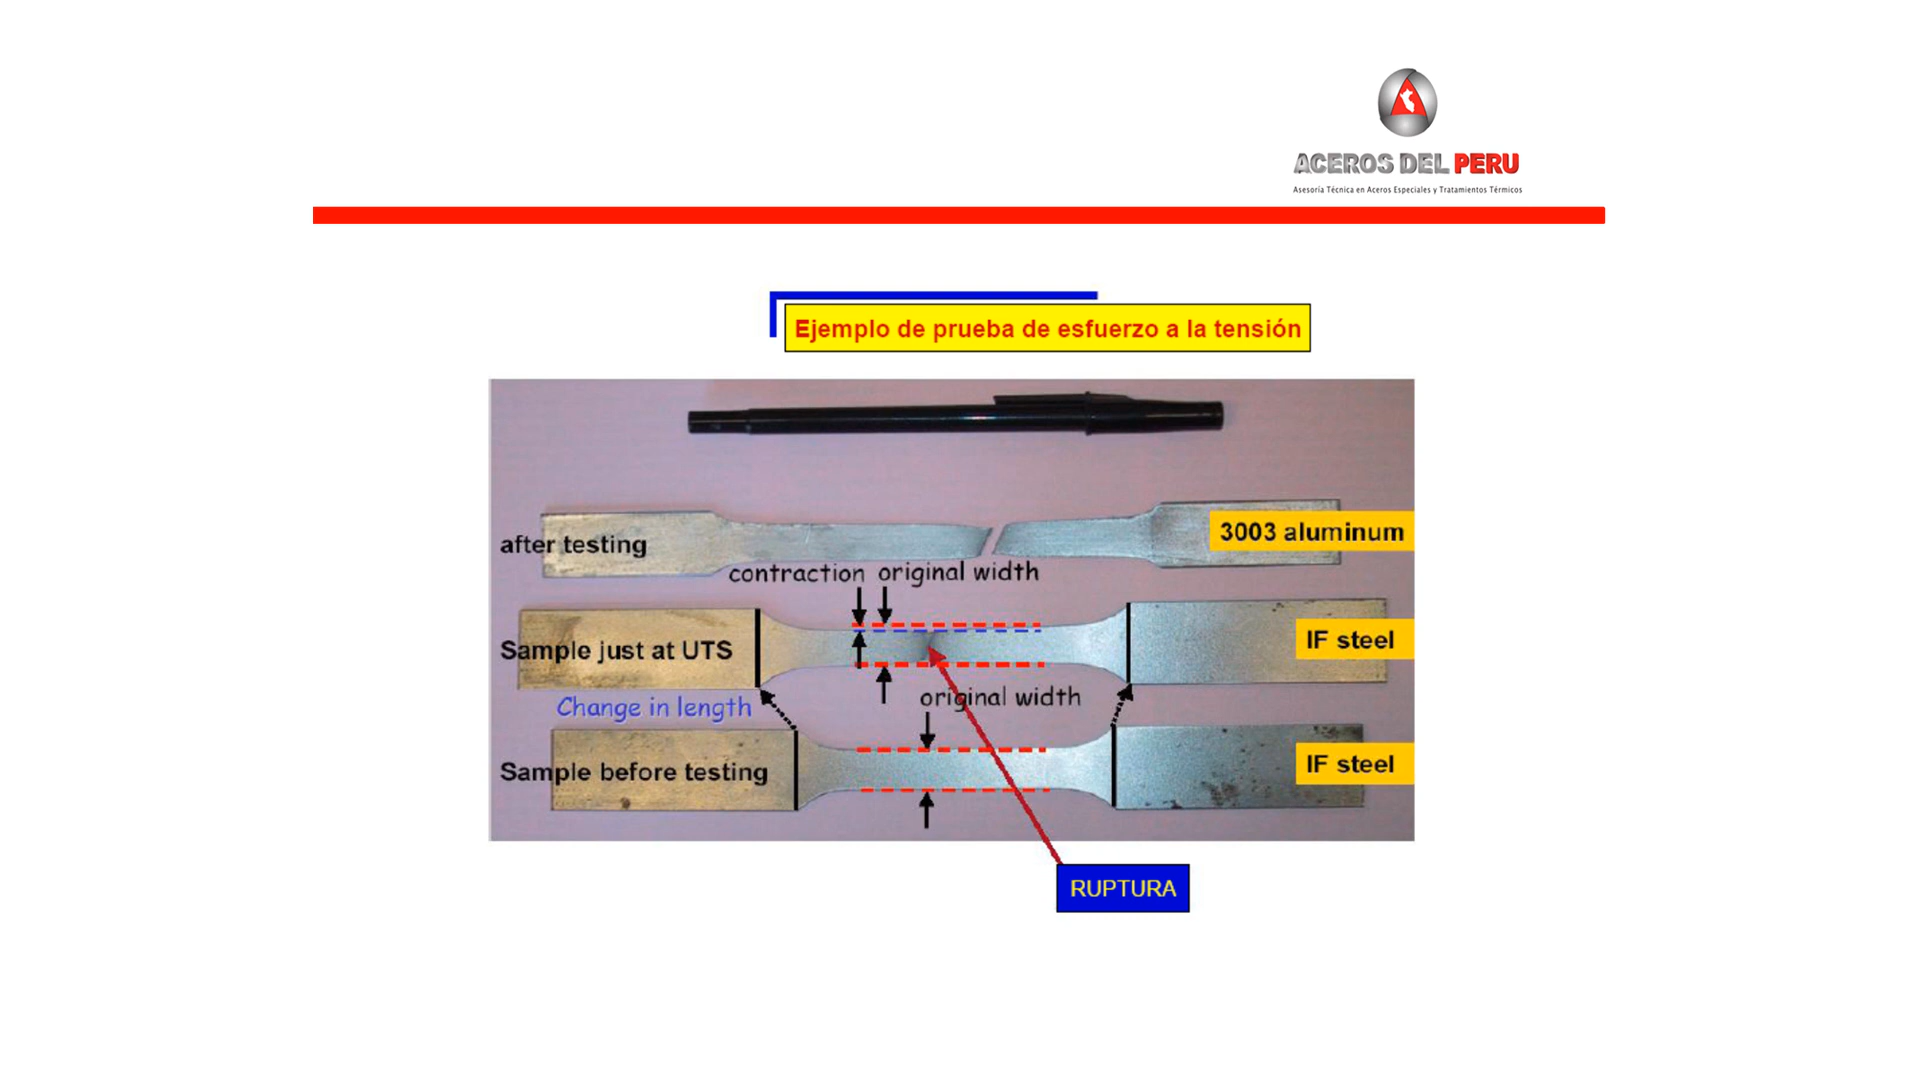 ACEROS DEL PERU
Asesoría Técnica en Aceros Especiales y Tratamientos Térmicos
Ejemplo de prueba de esfuerzo a la tensión
3003 aluminum
after testing
contraction original width
Sample just at UTS
IF steel
original width
Change in length
Sample before testing
IF steel
RUPTURA